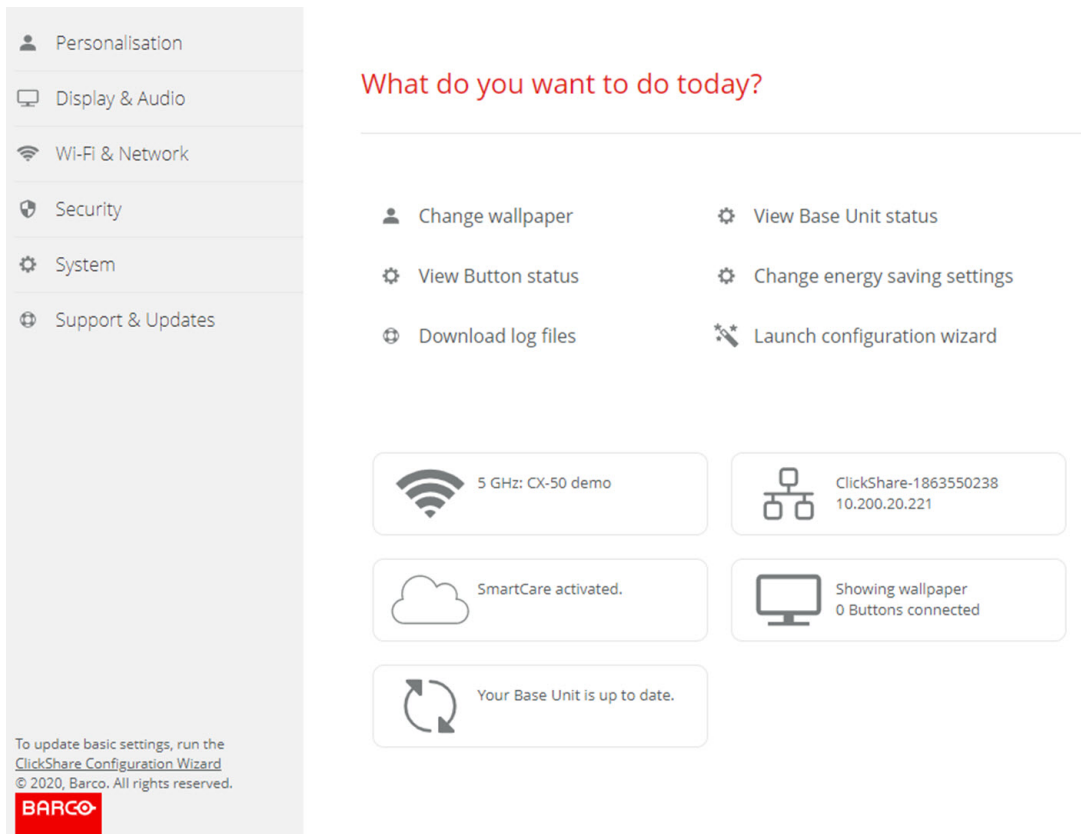 Personalisation
Display & Audio
Wi-Fi & Network
Security
System
Support & Updates
To update basic settings, run the
ClickShare Configuration Wizard
© 2020, Barco. All rights reserved.
BARCO
What do you want to do today?
Change wallpaper
View Base Unit status
View Button status
Change energy saving settings
Download log files
Launch configuration wizard
5 GHz: CX-50 demo
ClickShare-1863550238
10.200.20.221
SmartCare activated.
Showing wallpaper
0 Buttons connected
Your Base Unit is up to date.